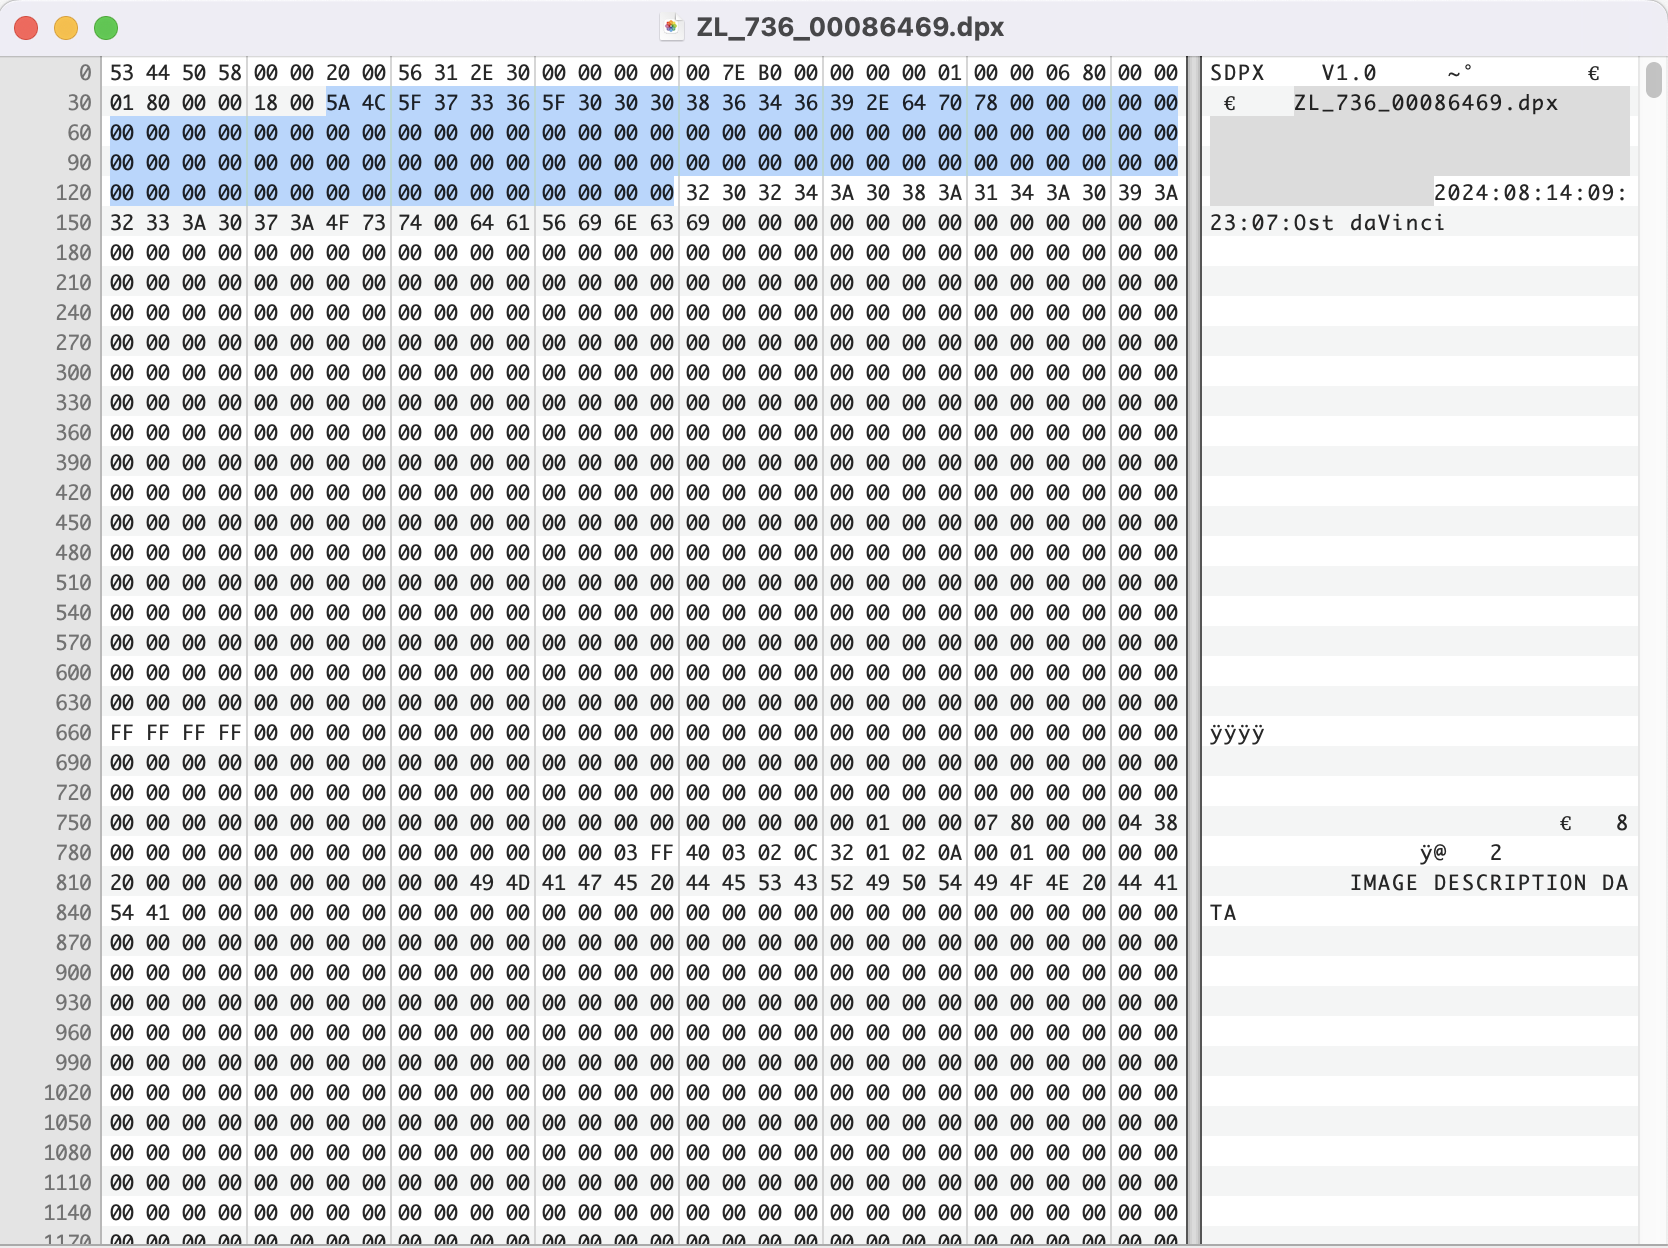 ZL_736_00086469.dpx
0 53 44 50 58 00 00 20 00 56 31 2E 30 00 00 00 00 00 7E B0 00 00 00 00 01 00 00 06 80 00 00 SDPX V1.0 ~° €
30 01 80 00 00 18 00 5A 4C 5F 37 33 36 5F 30 30 30 38 36 34 36 39 2E 64 70 78 00 00 00 00 00 € ZL_736_00086469.dpx
60 00 00 00 00 00 00 00 00 00 00 00 00 00 00 00 00 00 00 00 00 00 00 00 00 00 00 00 00 00 00
90 00 00 00 00 00 00 00 00 00 00 00 00 00 00 00 00 00 00 00 00 00 00 00 00 00 00 00 00 00 00
120 00 00 00 00 00 00 00 00 00 00 00 00 00 00 00 00 32 30 32 34 3A 30 38 3A 31 34 3A 30 39 3A 2024:08:14:09:
150 32 33 3A 30 37 3A 4F 73 74 00 64 61 56 69 6E 63 69 00 00 00 00 00 00 00 00 00 00 00 00 00 23:07:Ost daVinci
180 00 00 00 00 00 00 00 00 00 00 00 00 00 00 00 00 00 00 00 00 00 00 00 00 00 00 00 00 00 00
210 00 00 00 00 00 00 00 00 00 00 00 00 00 00 00 00 00 00 00 00 00 00 00 00 00 00 00 00 00 00
240 00 00 00 00 00 00 00 00 00 00 00 00 00 00 00 00 00 00 00 00 00 00 00 00 00 00 00 00 00 00
270 00 00 00 00 00 00 00 00 00 00 00 00 00 00 00 00 00 00 00 00 00 00 00 00 00 00 00 00 00 00
300 00 00 00 00 00 00 00 00 00 00 00 00 00 00 00 00 00 00 00 00 00 00 00 00 00 00 00 00 00 00
330 00 00 00 00 00 00 00 00 00 00 00 00 00 00 00 00 00 00 00 00 00 00 00 00 00 00 00 00 00 00
360 00 00 00 00 00 00 00 00 00 00 00 00 00 00 00 00 00 00 00 00 00 00 00 00 00 00 00 00 00 00
390 00 00 00 00 00 00 00 00 00 00 00 00 00 00 00 00 00 00 00 00 00 00 00 00 00 00 00 00 00 00
420 00 00 00 00 00 00 00 00 00 00 00 00 00 00 00 00 00 00 00 00 00 00 00 00 00 00 00 00 00 00
450 00 00 00 00 00 00 00 00 00 00 00 00 00 00 00 00 00 00 00 00 00 00 00 00 00 00 00 00 00 00
480 00 00 00 00 00 00 00 00 00 00 00 00 00 00 00 00 00 00 00 00 00 00 00 00 00 00 00 00 00 00
510 00 00 00 00 00 00 00 00 00 00 00 00 00 00 00 00 00 00 00 00 00 00 00 00 00 00 00 00 00 00
540 00 00 00 00 00 00 00 00 00 00 00 00 00 00 00 00 00 00 00 00 00 00 00 00 00 00 00 00 00 00
570 00 00 00 00 00 00 00 00 00 00 00 00 00 00 00 00 00 00 00 00 00 00 00 00 00 00 00 00 00 00
600 00 00 00 00 00 00 00 00 00 00 00 00 00 00 00 00 00 00 00 00 00 00 00 00 00 00 00 00 00 00
630 00 00 00 00 00 00 00 00 00 00 00 00 00 00 00 00 00 00 00 00 00 00 00 00 00 00 00 00 00 00
660 FF FF FF FF 00 00 00 00 00 00 00 00 00 00 00 00 00 00 00 00 00 00 00 00 00 00 00 00 00 00 ÿÿÿÿ
690 00 00 00 00 00 00 00 00 00 00 00 00 00 00 00 00 00 00 00 00 00 00 00 00 00 00 00 00 00 00
720 00 00 00 00 00 00 00 00 00 00 00 00 00 00 00 00 00 00 00 00 00 00 00 00 00 00 00 00 00 00
750 00 00 00 00 00 00 00 00 00 00 00 00 00 00 00 00 00 00 00 00 00 01 00 00 07 80 00 00 04 38 € 8
780 00 00 00 00 00 00 00 00 00 00 00 00 00 00 03 FF 40 03 02 0C 32 01 02 0A 00 01 00 00 00 00 ÿ@ 2
810 20 00 00 00 00 00 00 00 00 00 49 4D 41 47 45 20 44 45 53 43 52 49 50 54 49 4F 4E 20 44 41 IMAGE DESCRIPTION DA
840 54 41 00 00 00 00 00 00 00 00 00 00 00 00 00 00 00 00 00 00 00 00 00 00 00 00 00 00 00 00 TA
870 00 00 00 00 00 00 00 00 00 00 00 00 00 00 00 00 00 00 00 00 00 00 00 00 00 00 00 00 00 00
900 00 00 00 00 00 00 00 00 00 00 00 00 00 00 00 00 00 00 00 00 00 00 00 00 00 00 00 00 00 00
930 00 00 00 00 00 00 00 00 00 00 00 00 00 00 00 00 00 00 00 00 00 00 00 00 00 00 00 00 00 00
960 00 00 00 00 00 00 00 00 00 00 00 00 00 00 00 00 00 00 00 00 00 00 00 00 00 00 00 00 00 00
990 00 00 00 00 00 00 00 00 00 00 00 00 00 00 00 00 00 00 00 00 00 00 00 00 00 00 00 00 00 00
1020 00 00 00 00 00 00 00 00 00 00 00 00 00 00 00 00 00 00 00 00 00 00 00 00 00 00 00 00 00 00
1050 00 00 00 00 00 00 00 00 00 00 00 00 00 00 00 00 00 00 00 00 00 00 00 00 00 00 00 00 00 00
1080 00 00 00 00 00 00 00 00 00 00 00 00 00 00 00 00 00 00 00 00 00 00 00 00 00 00 00 00 00 00
1110 00 00 00 00 00 00 00 00 00 00 00 00 00 00 00 00 00 00 00 00 00 00 00 00 00 00 00 00 00 00
1140 00 00 00 00 00 00 00 00 00 00 00 00 00 00 00 00 00 00 00 00 00 00 00 00 00 00 00 00 00 00
1170 00 00 00 00 00 00 00 00 00 00 00 00 00 00 00 00 00 00 00 00 00 00 00 00 00 00 00 00 00 00